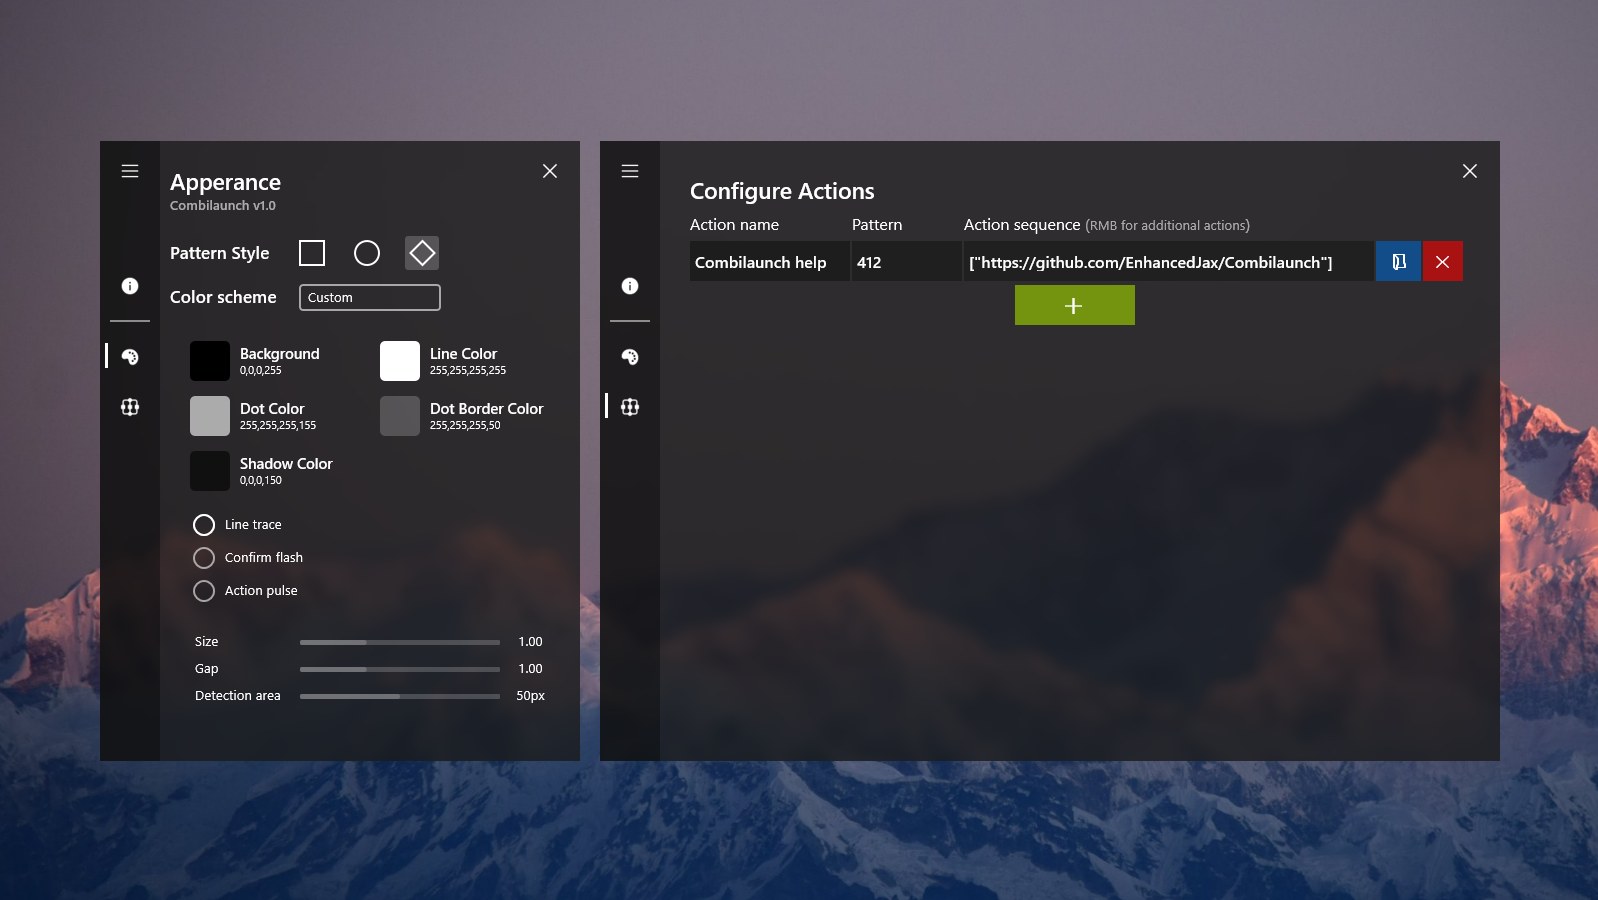 Apperance
Combilaunch v1.0
Pattern Style
Color scheme
Custom
Background
0,0,0,255
Line Color
255,255,255,255
Dot Color
255,255,255,155
Dot Border Color
255,255,255,50
Shadow Color
0,0,0,150
Line trace
Confirm flash
Action pulse
Size 1.00
Gap 1.00
Detection area 50px
Configure Actions
Action name Pattern Action sequence (RMB for additional actions)
Combilaunch help 412 ["https://github.com/EnhancedJax/Combilaunch"]